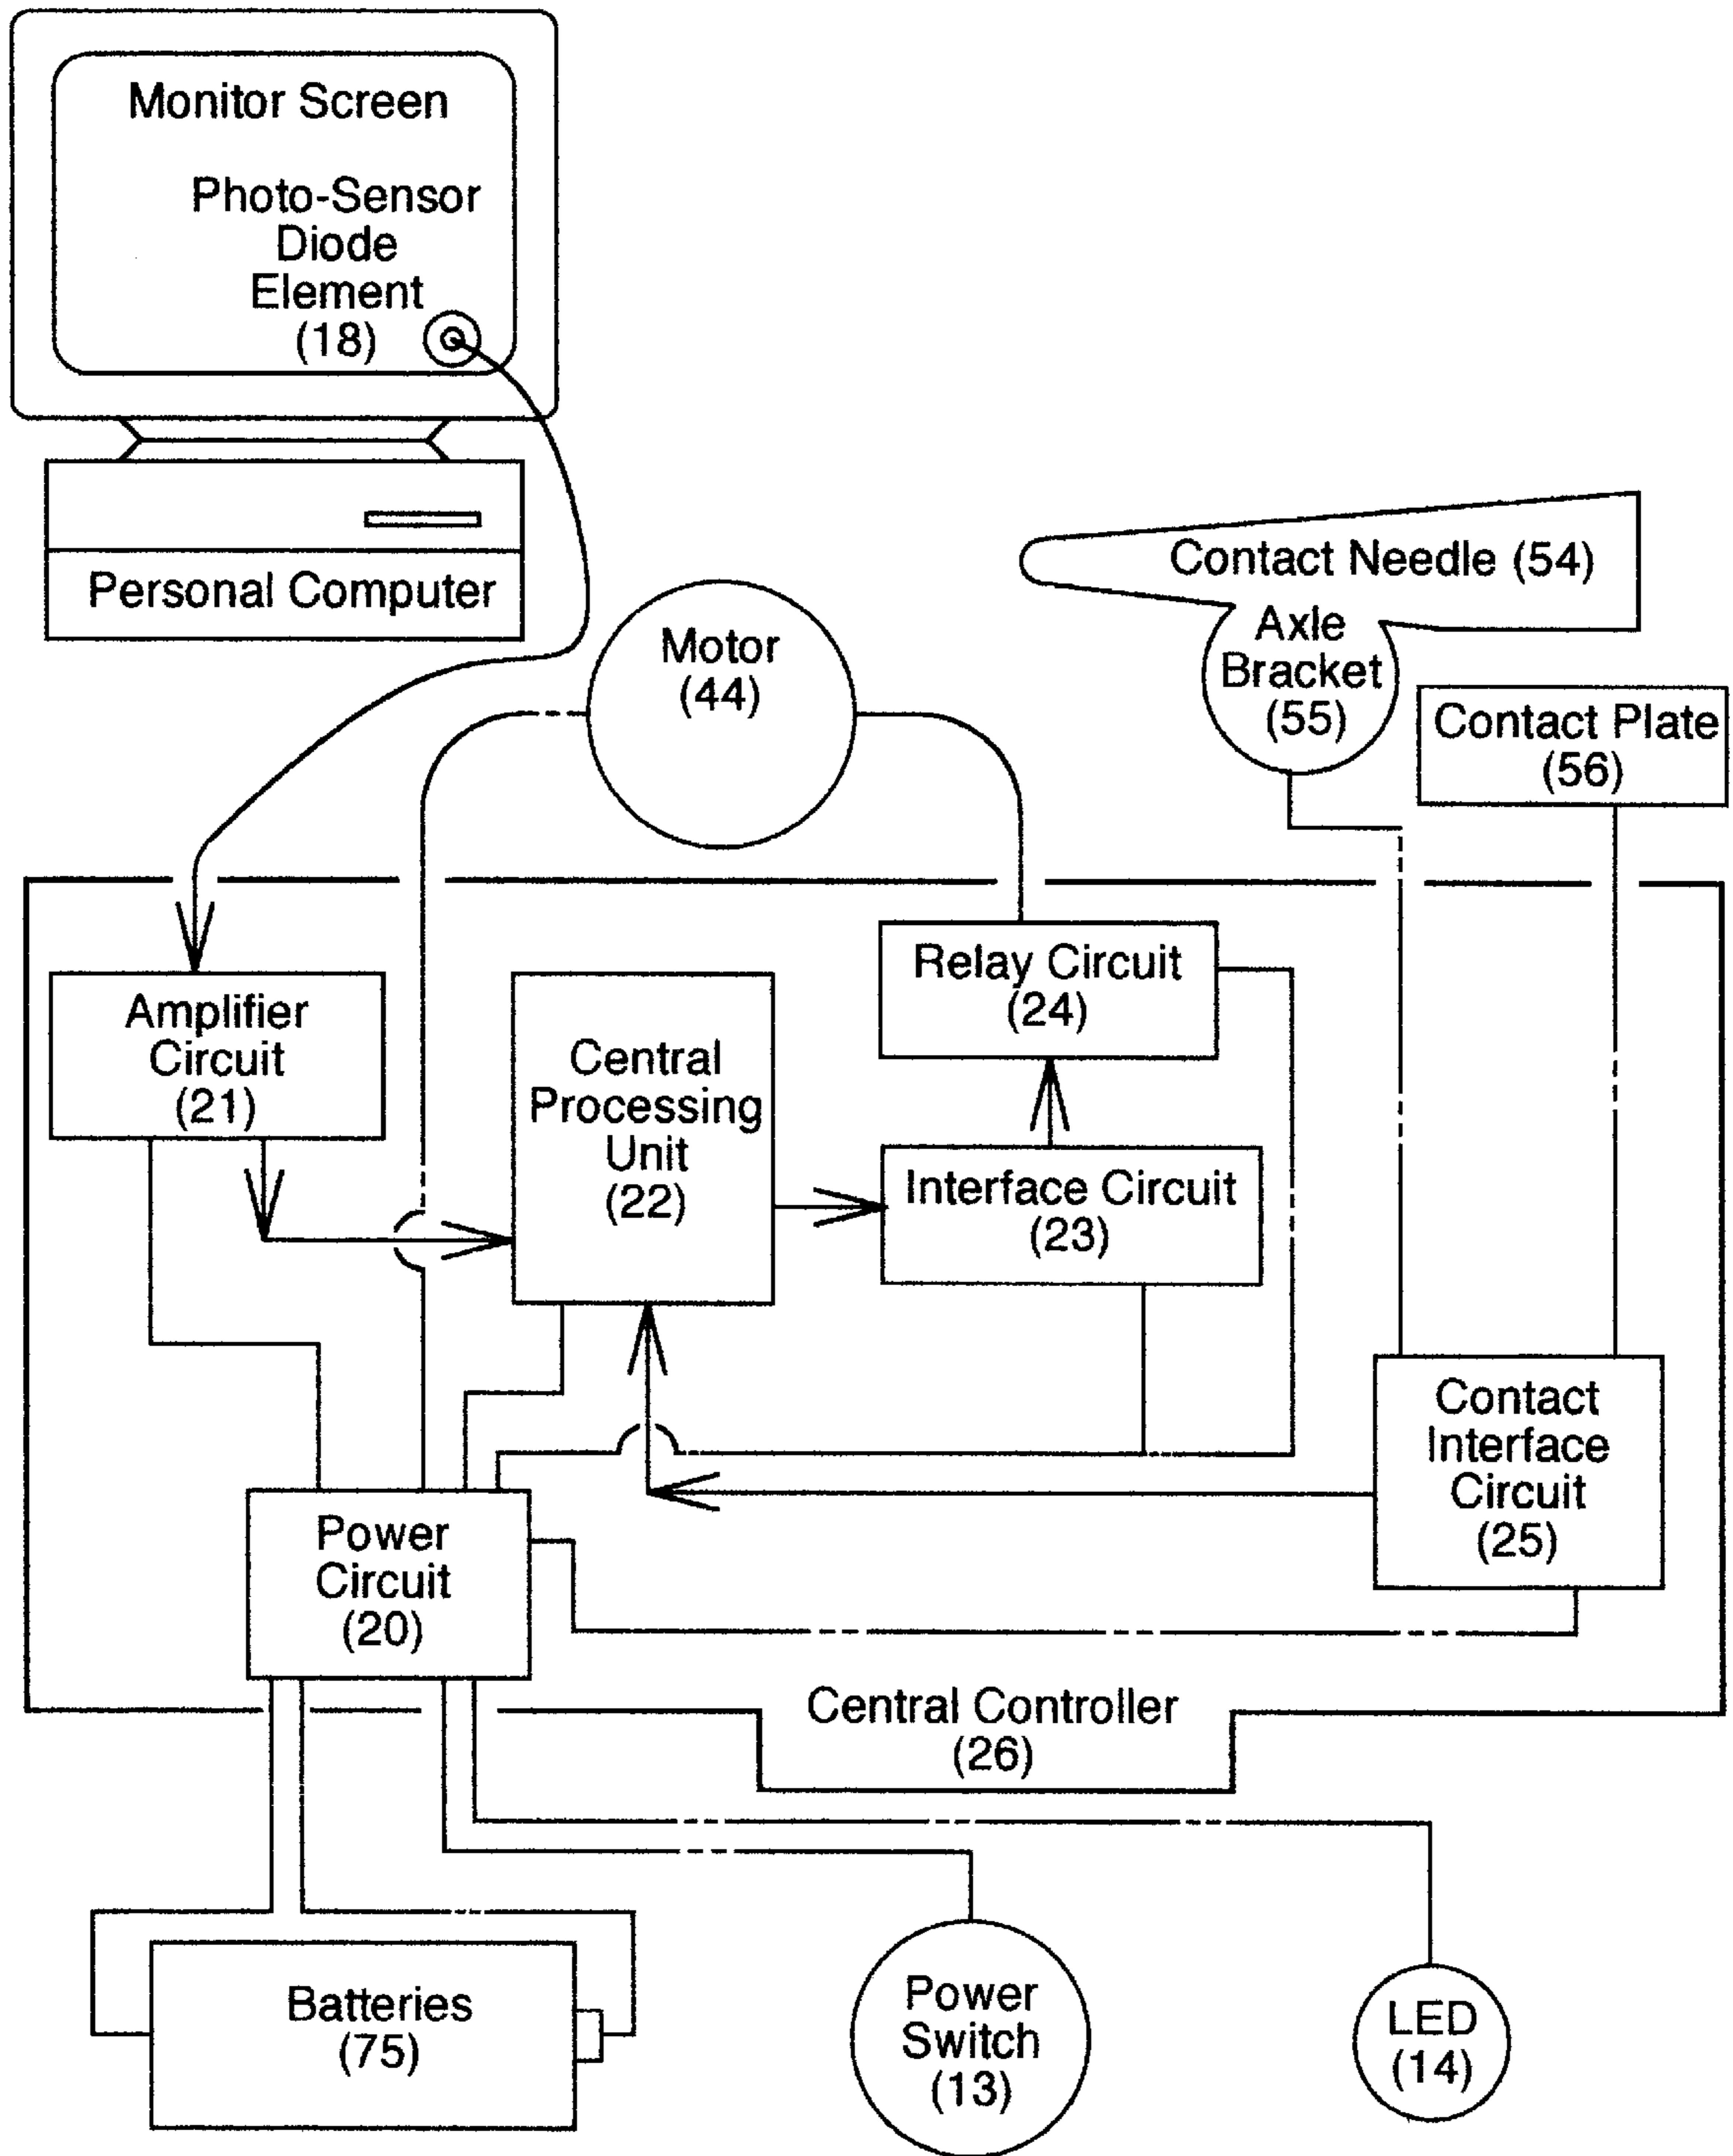 Monitor Screen
Photo-Sensor
Diode
Element
(18)
Personal Computer
Contact Needle (54)
Axle
Bracket
(55)
Motor
(44)
Contact Plate
(56)
Relay Circuit
(24)
Amplifier
Circuit
(21)
Central
Processing
Unit
(22)
Interface Circuit
(23)
Contact
Interface
Circuit
(25)
Power
Circuit
(20)
Central Controller
(26)
Batteries
(75)
Power
Switch
(13)
LED
(14)